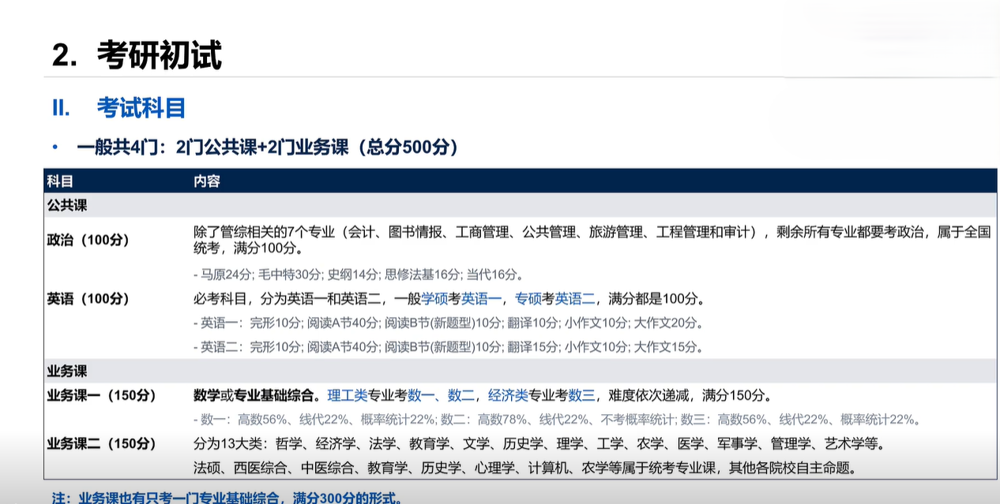 2. 考研初试
II. 考试科目
• 一般共4门：2门公共课+2门业务课（总分500分）
科目 内容
公共课
政治（100分） 除了管综相关的7个专业（会计、图书情报、工商管理、公共管理、旅游管理、工程管理和审计），剩余所有专业都要考政治，属于全国
统考，满分100分。
- 马原24分; 毛中特30分; 史纲14分; 思修法基16分; 当代16分。
英语（100分） 必考科目，分为英语一和英语二，一般学硕考英语一，专硕考英语二，满分都是100分。
- 英语一：完形10分; 阅读A节40分; 阅读B节(新题型)10分; 翻译10分; 小作文10分; 大作文20分。
- 英语二：完形10分; 阅读A节40分; 阅读B节(新题型)10分; 翻译15分; 小作文10分; 大作文15分。
业务课
业务课一（150分） 数学或专业基础综合。理工类专业考数一、数二，经济类专业考数三，难度依次递减，满分150分。
- 数一：高数56%、线代22%、概率统计22%; 数二：高数78%、线代22%、不考概率统计; 数三：高数56%、线代22%、概率统计22%。
业务课二（150分） 分为13大类：哲学、经济学、法学、教育学、文学、历史学、理学、工学、农学、医学、军事学、管理学、艺术学等。
法硕、西医综合、中医综合、教育学、历史学、心理学、计算机、农学等属于统考专业课，其他各院校自主命题。
注：业务课也有只考一门专业基础综合，满分300分的形式。